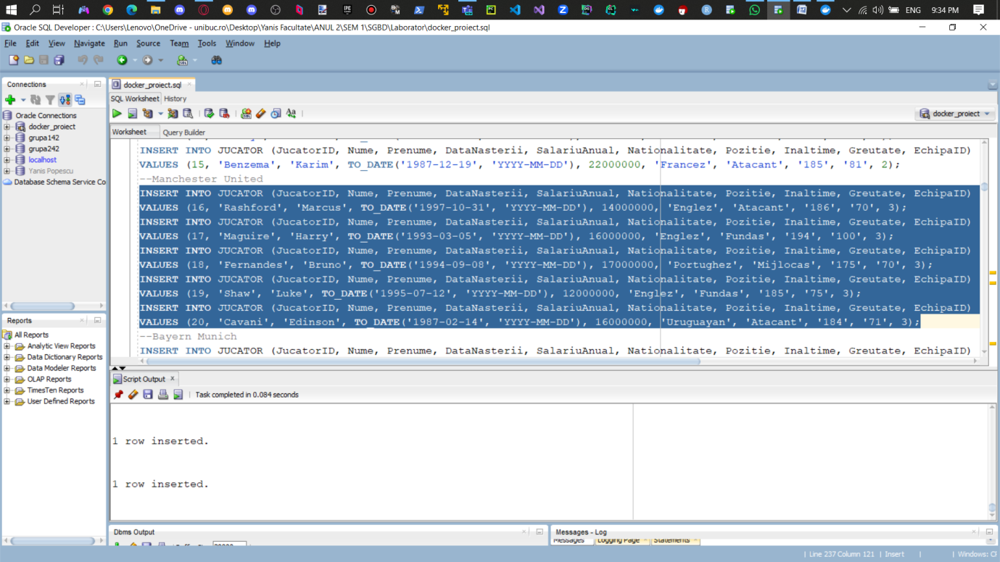 ENG 9:34 PM
Oracle SQL Developer : C:\Users\Lenovo\OneDrive - unibuc.ro\Desktop\Yanis Facultate\ANUL 2\SEM 1\SGBD\Laborator\docker_proiect.sql
File Edit View Navigate Run Source Team Tools Window Help
Connections
docker_proiect.sql
SQL Worksheet History
Oracle Connections
docker_proiect
grupa142
grupa242
localhost
Yanis Popescu
Database Schema Service Co
docker_proiect
Worksheet Query Builder
INSERT INTO JUCATOR (JucatorID, Nume, Prenume, DataNasterii, SalariuAnual, Nationalitate, Pozitie, Inaltime, Greutate, EchipaID)
VALUES (15, 'Benzema', 'Karim', TO_DATE('1987-12-19', 'YYYY-MM-DD'), 22000000, 'Francez', 'Atacant', '185', '81', 2);
--Manchester United
INSERT INTO JUCATOR (JucatorID, Nume, Prenume, DataNasterii, SalariuAnual, Nationalitate, Pozitie, Inaltime, Greutate, EchipaID)
VALUES (16, 'Rashford', 'Marcus', TO_DATE('1997-10-31', 'YYYY-MM-DD'), 14000000, 'Englez', 'Atacant', '186', '70', 3);
INSERT INTO JUCATOR (JucatorID, Nume, Prenume, DataNasterii, SalariuAnual, Nationalitate, Pozitie, Inaltime, Greutate, EchipaID)
VALUES (17, 'Maguire', 'Harry', TO_DATE('1993-03-05', 'YYYY-MM-DD'), 16000000, 'Englez', 'Fundas', '194', '100', 3);
INSERT INTO JUCATOR (JucatorID, Nume, Prenume, DataNasterii, SalariuAnual, Nationalitate, Pozitie, Inaltime, Greutate, EchipaID)
VALUES (18, 'Fernandes', 'Bruno', TO_DATE('1994-09-08', 'YYYY-MM-DD'), 17000000, 'Portughez', 'Mijlocas', '175', '70', 3);
INSERT INTO JUCATOR (JucatorID, Nume, Prenume, DataNasterii, SalariuAnual, Nationalitate, Pozitie, Inaltime, Greutate, EchipaID)
VALUES (19, 'Shaw', 'Luke', TO_DATE('1995-07-12', 'YYYY-MM-DD'), 12000000, 'Englez', 'Fundas', '185', '75', 3);
INSERT INTO JUCATOR (JucatorID, Nume, Prenume, DataNasterii, SalariuAnual, Nationalitate, Pozitie, Inaltime, Greutate, EchipaID)
VALUES (20, 'Cavani', 'Edinson', TO_DATE('1987-02-14', 'YYYY-MM-DD'), 16000000, 'Uruguayan', 'Atacant', '184', '71', 3);
--Bayern Munich
INSERT INTO JUCATOR (JucatorID, Nume, Prenume, DataNasterii, SalariuAnual, Nationalitate, Pozitie, Inaltime, Greutate, EchipaID)
Reports
All Reports
Analytic View Reports
Data Dictionary Reports
Data Modeler Reports
OLAP Reports
TimesTen Reports
User Defined Reports
Script Output
Task completed in 0.084 seconds
1 row inserted.
1 row inserted.
Dbms Output
Messages - Log
Messages Logging Page Statements
Line 237 Column 121 Insert Windows: CF